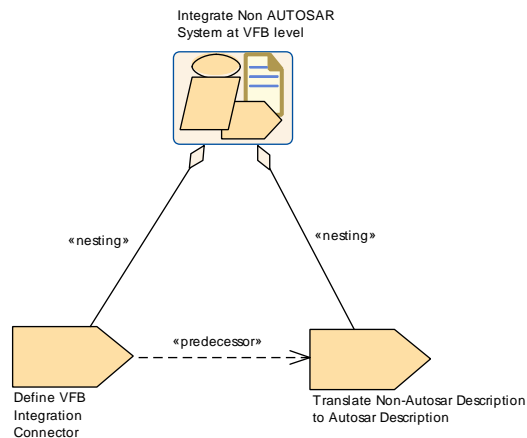 Integrate Non AUTOSAR
System at VFB level
«nesting»
«nesting»
«predecessor»
Define VFB
Integration
Connector
Translate Non-Autosar Description
to Autosar Description